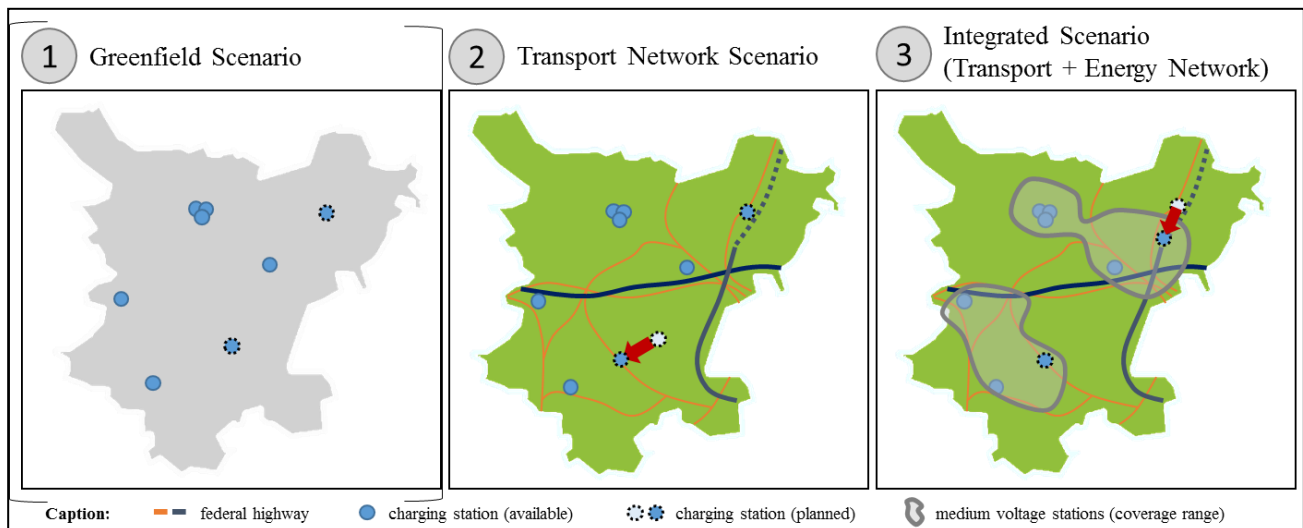 1 Greenfield Scenario
2 Transport Network Scenario
3 Integrated Scenario
(Transport + Energy Network)
Caption: federal highway charging station (available) charging station (planned) medium voltage stations (coverage range)